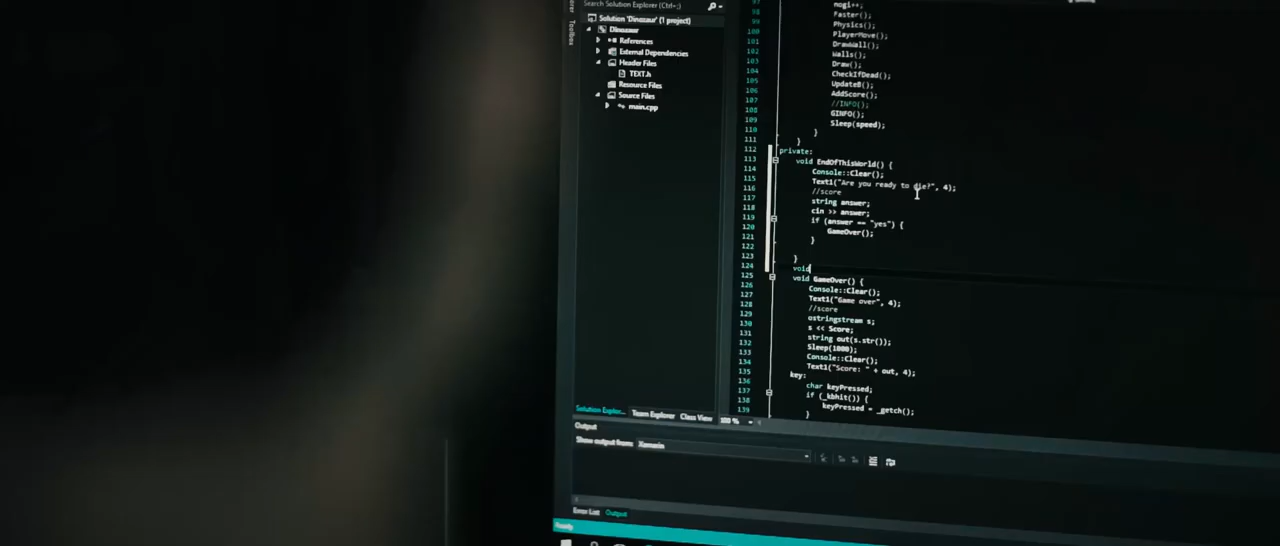 Search Solution Explorer (Ctrl+;)
Solution 'Dinosaur' (1 project)
Dinosaur
References
External Dependencies
Header Files
TEXT.h
Resource Files
Source Files
main.cpp
Toolbox
Solution Explor...
Team Explorer
Class View
97
98 nogi++;
99 Faster();
100 Physics();
101 PlayerMove();
102 DrawWall();
103 Walls();
104 Draw();
105 CheckIfDead();
106 UpdateB();
107 AddScore();
108 //INFO();
109 GINFO();
110 Sleep(speed);
111 }
}
112 private:
113 void EndOfThisWorld() {
114 Console::Clear();
115 Text1("Are you ready to die?", 4);
116 //score
117 string answer;
118 cin >> answer;
119 if (answer == "yes") {
120 GameOver();
121 }
122
123 }
124 void
125 void GameOver() {
126 Console::Clear();
127 Text1("Game over", 4);
128 //score
129 ostringstream s;
130 s << Score;
131 string out(s.str());
132 Sleep(1000);
133 Console::Clear();
134 Text1("Score: " + out, 4);
135 key:
136 char keyPressed;
137 if (_kbhit()) {
138 keyPressed = _getch();
139 }
100 %
Output
Show output from: Xamarin
Error List
Output
Ready